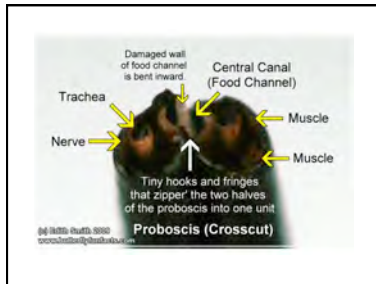 Damaged wall
of food channel
is bent inward.
Central Canal
(Food Channel)
Trachea
Nerve
Muscle
Muscle
Tiny hooks and fringes
that zipper' the two halves
of the proboscis into one unit
Proboscis (Crosscut)
(c) Edith Smith 2009
www.butterflyfunfacts.com